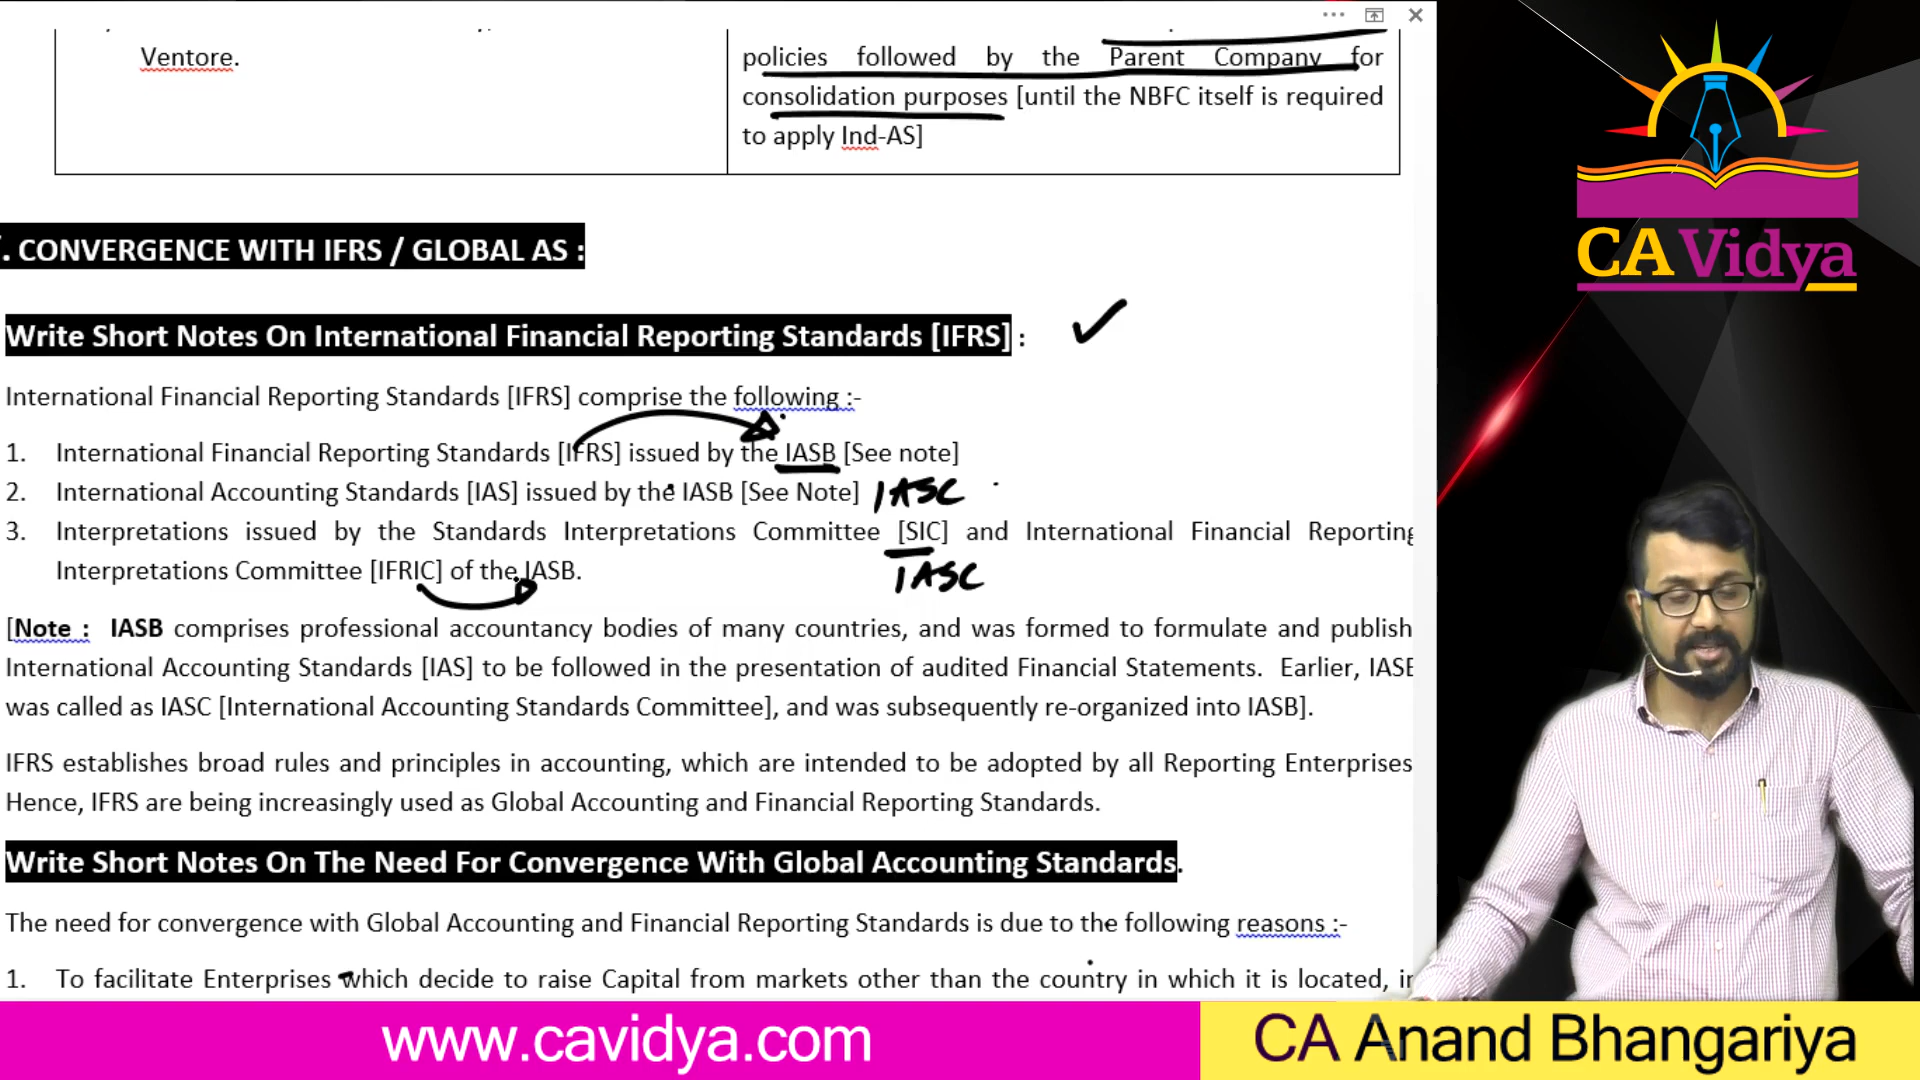 Ventore.
policies followed by the Parent Company for
consolidation purposes [until the NBFC itself is required
to apply Ind-AS]
. CONVERGENCE WITH IFRS / GLOBAL AS :
Write Short Notes On International Financial Reporting Standards [IFRS] :
International Financial Reporting Standards [IFRS] comprise the following :-
1. International Financial Reporting Standards [IFRS] issued by the IASB [See note]
2. International Accounting Standards [IAS] issued by the IASB [See Note] IASC
3. Interpretations issued by the Standards Interpretations Committee [SIC] and International Financial Reporting
Interpretations Committee [IFRIC] of the IASB.
IASC
[Note : IASB comprises professional accountancy bodies of many countries, and was formed to formulate and publish
International Accounting Standards [IAS] to be followed in the presentation of audited Financial Statements. Earlier, IASB
was called as IASC [International Accounting Standards Committee], and was subsequently re-organized into IASB].
IFRS establishes broad rules and principles in accounting, which are intended to be adopted by all Reporting Enterprises
Hence, IFRS are being increasingly used as Global Accounting and Financial Reporting Standards.
Write Short Notes On The Need For Convergence With Global Accounting Standards.
The need for convergence with Global Accounting and Financial Reporting Standards is due to the following reasons :-
1. To facilitate Enterprises which decide to raise Capital from markets other than the country in which it is located, in
CA Vidya
www.cavidya.com
CA Anand Bhangariya